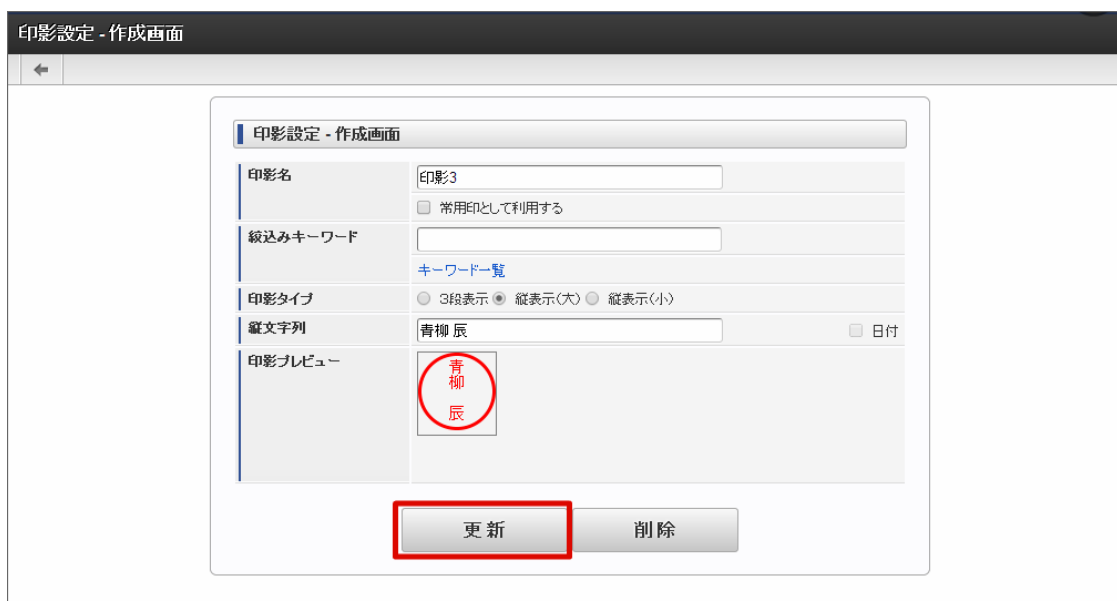 印影設定 - 作成画面
印影設定 - 作成画面
印影名
印影3
常用印として利用する
絞込みキーワード
キーワード一覧
印影タイプ
3段表示 縦表示(大) 縦表示(小)
縦文字列
青柳 辰
日付
印影プレビュー
青
柳
辰
更新
削除